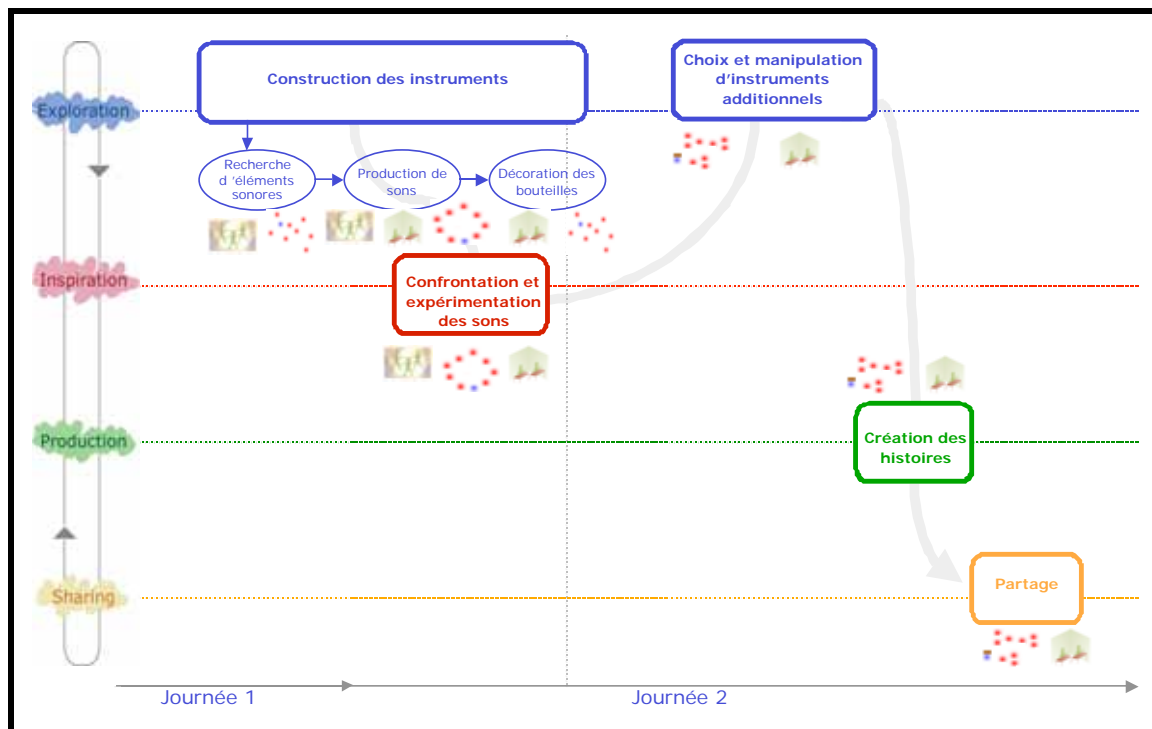 Construction des instruments
Choix et manipulation
d'instruments
additionnels
Exploration
Recherche
d 'éléments
sonores
Production de
sons
Décoration des
bouteilles
Inspiration
Confrontation et
expérimentation
des sons
Production
Création des
histoires
Sharing
Partage
Journée 1
Journée 2